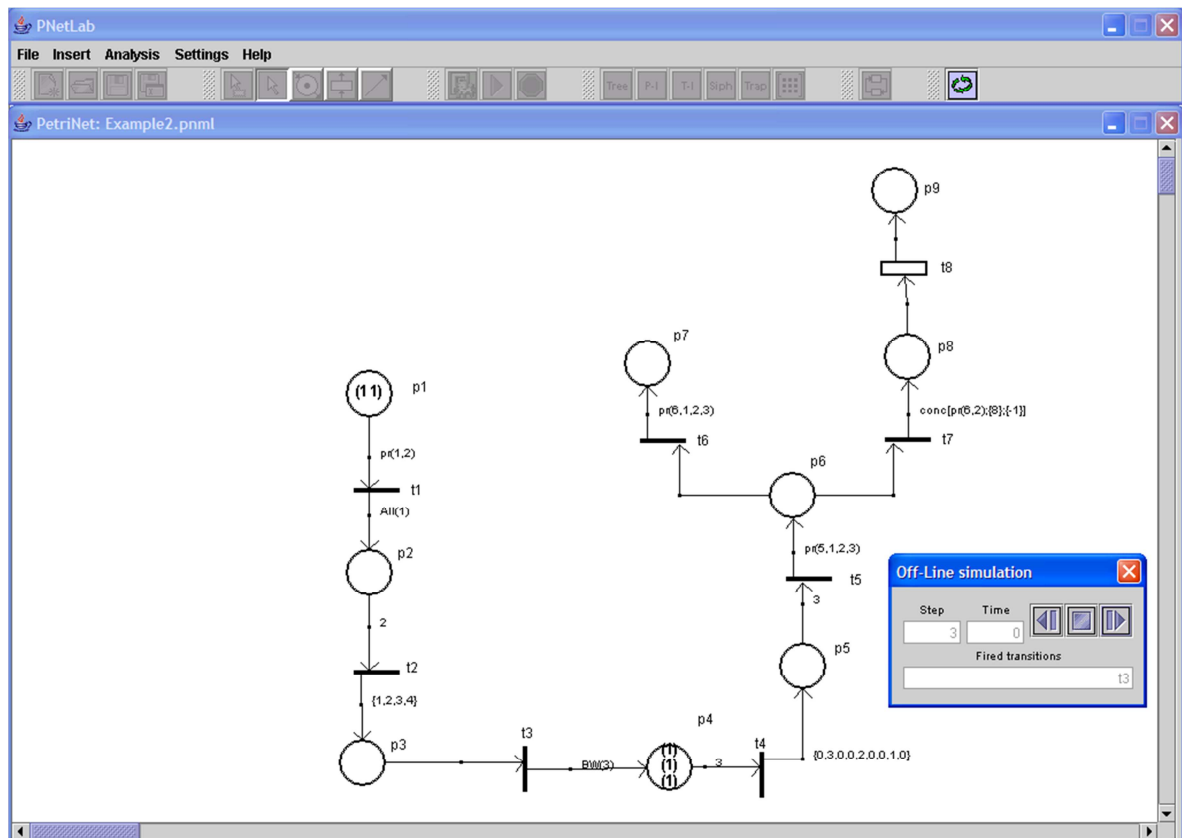 PNetLab
File Insert Analysis Settings Help
Tree P-I T-I Siph Trap
PetriNet: Example2.pnml
p9
t8
p7
p8
(1 1) p1
pr(6,1,2,3)
conc[pr(6,2);{8};{-1}]
t6
t7
pr(1,2)
p6
t1
All(1)
p2
pr(5,1,2,3)
t5
Off-Line simulation
3
Step Time
2
3 0
p5
Fired transitions
t2
t3
{1,2,3,4}
p4
t3
t4
p3
(1)
(1)
(1)
BW(3)
3
{0,3,0,0,2,0,0,1,0}